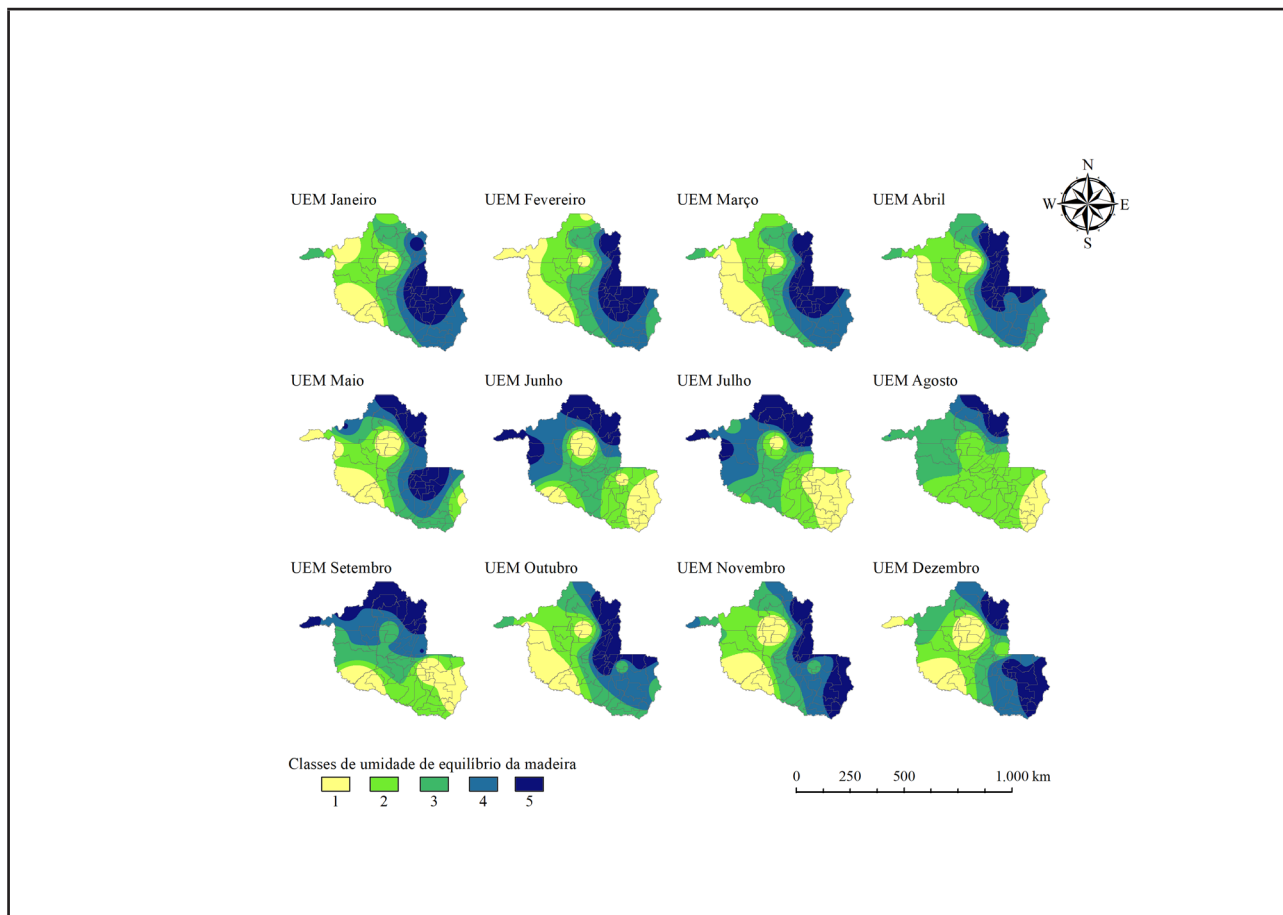 N
W E
S
UEM Janeiro
UEM Fevereiro
UEM Março
UEM Abril
UEM Maio
UEM Junho
UEM Julho
UEM Agosto
UEM Setembro
UEM Outubro
UEM Novembro
UEM Dezembro
Classes de umidade de equilíbrio da madeira
1 2 3 4 5
0 250 500 1.000 km